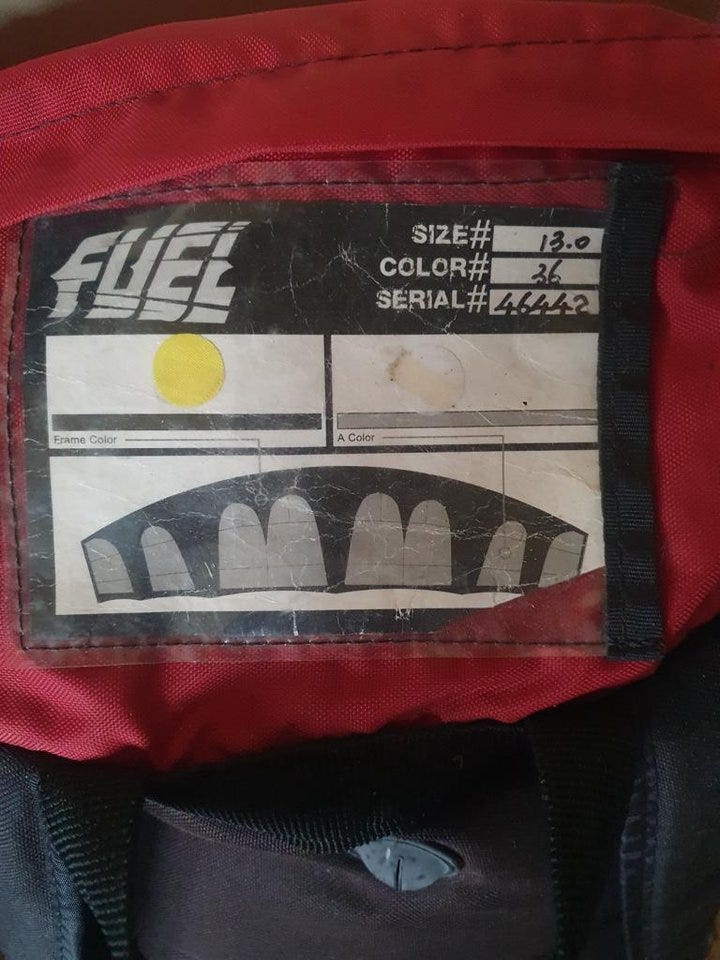 FUEL
SIZE# 13.0
COLOR# 36
SERIAL# 46442
Frame Color
A Color